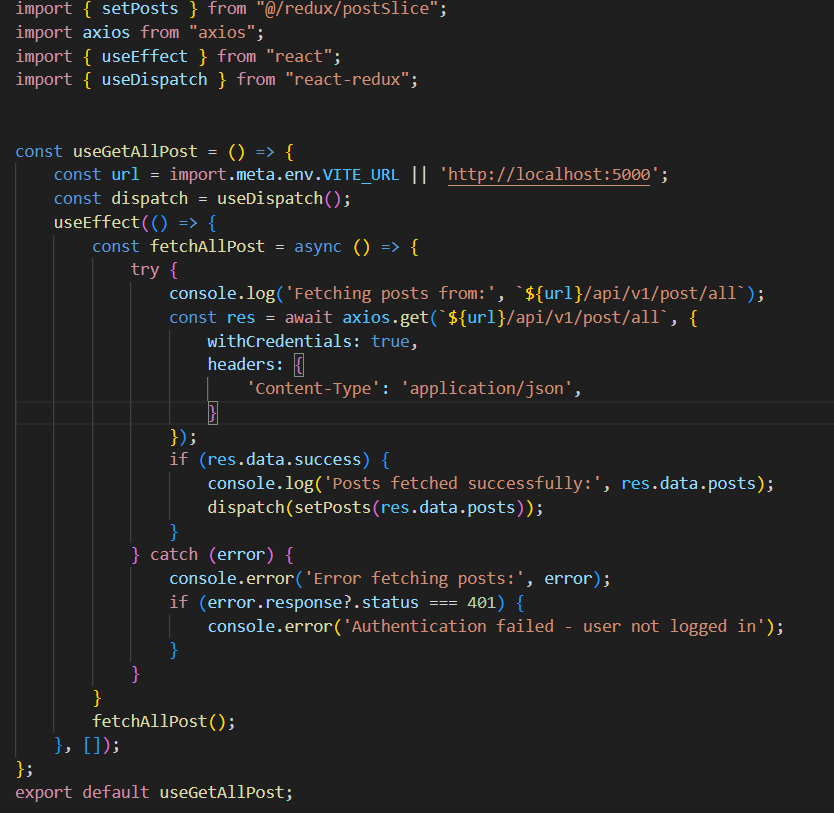 import { setPosts } from "@/redux/postSlice";
import axios from "axios";
import { useEffect } from "react";
import { useDispatch } from "react-redux";
const useGetAllPost = () => {
    const url = import.meta.env.VITE_URL || 'http://localhost:5000';
    const dispatch = useDispatch();
    useEffect(() => {
        const fetchAllPost = async () => {
            try {
                console.log('Fetching posts from:', `${url}/api/v1/post/all`);
                const res = await axios.get(`${url}/api/v1/post/all`, {
                    withCredentials: true,
                    headers: {
                        'Content-Type': 'application/json',
                    }
                });
                if (res.data.success) {
                    console.log('Posts fetched successfully:', res.data.posts);
                    dispatch(setPosts(res.data.posts));
                }
            } catch (error) {
                console.error('Error fetching posts:', error);
                if (error.response?.status === 401) {
                    console.error('Authentication failed - user not logged in');
                }
            }
        }
        fetchAllPost();
    }, []);
};
export default useGetAllPost;